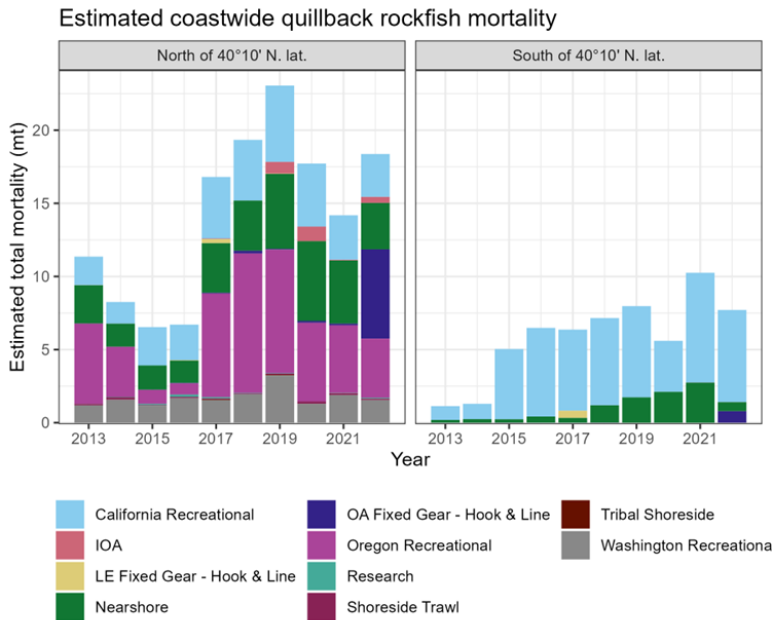 Estimated coastwide quillback rockfish mortality
North of 40°10' N. lat.
South of 40°10' N. lat.
Estimated total mortality (mt)
20
15
10
5
0
2013
2015
2017
2019
2021
2013
2015
2017
2019
2021
Year
California Recreational
IOA
LE Fixed Gear - Hook & Line
Nearshore
OA Fixed Gear - Hook & Line
Oregon Recreational
Research
Shoreside Trawl
Tribal Shoreside
Washington Recreationa